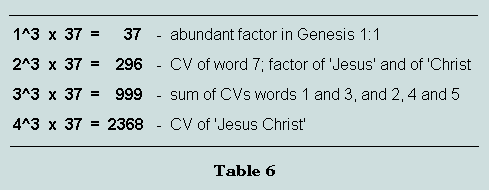 1^3 x 37 = 37 - abundant factor in Genesis 1:1
2^3 x 37 = 296 - CV of word 7; factor of 'Jesus' and of 'Christ
3^3 x 37 = 999 - sum of CVs words 1 and 3, and 2, 4 and 5
4^3 x 37 = 2368 - CV of 'Jesus Christ'
Table 6